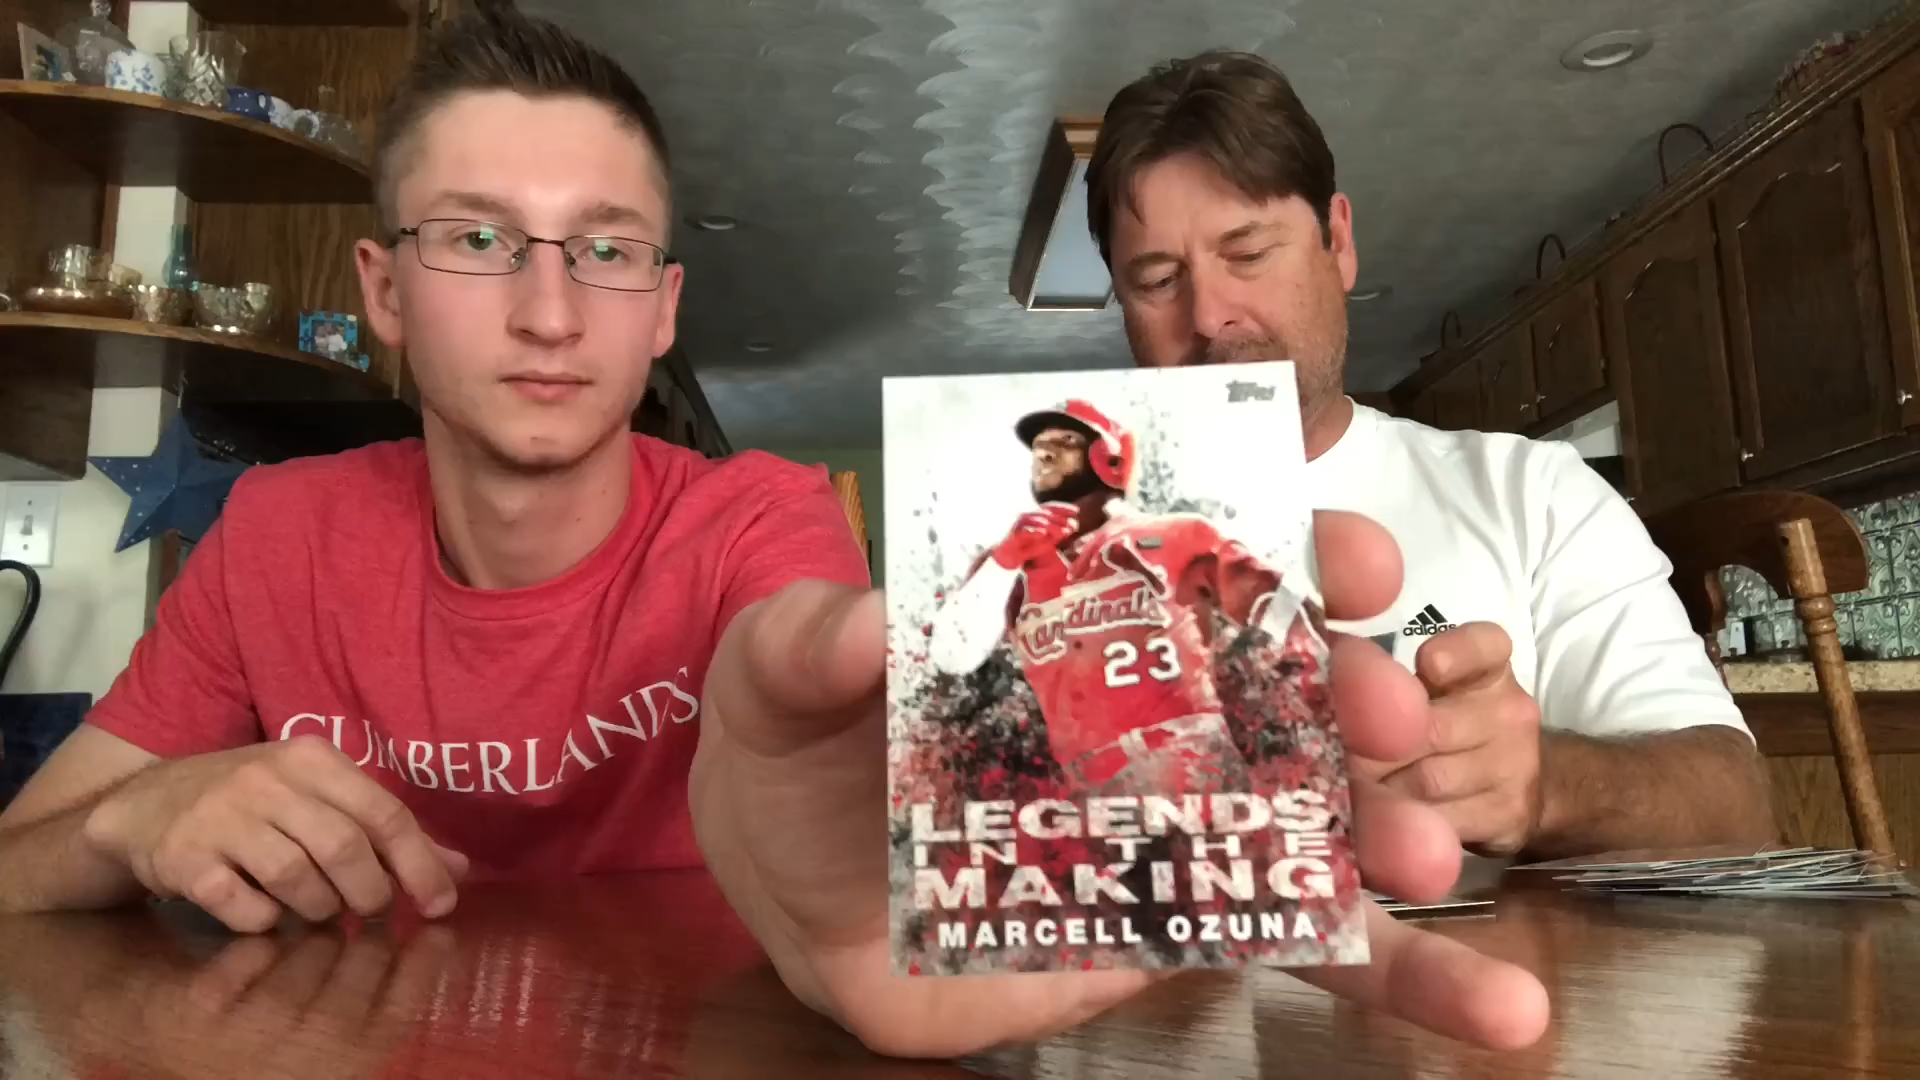 Topps
Cardinals
23
LEGENDS
IN THE
MAKING
MARCELL OZUNA
CUMBERLANDS
adidas